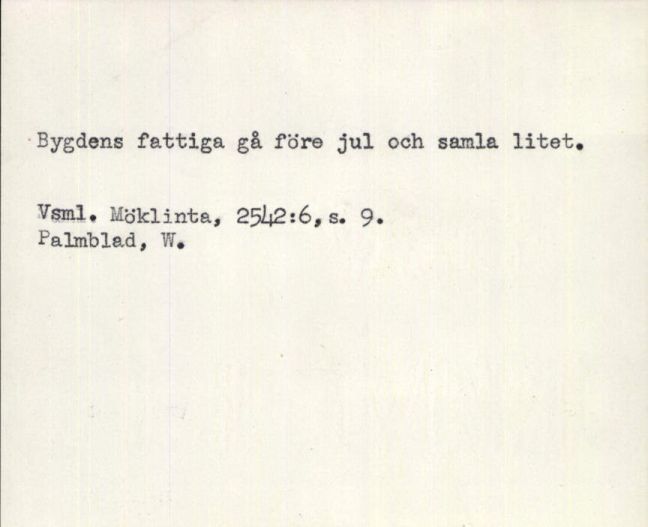 Bygdens fattiga gå före jul och samla litet.
Vsml. Möklinta, 2542:6, s. 9.
Palmblad, W.